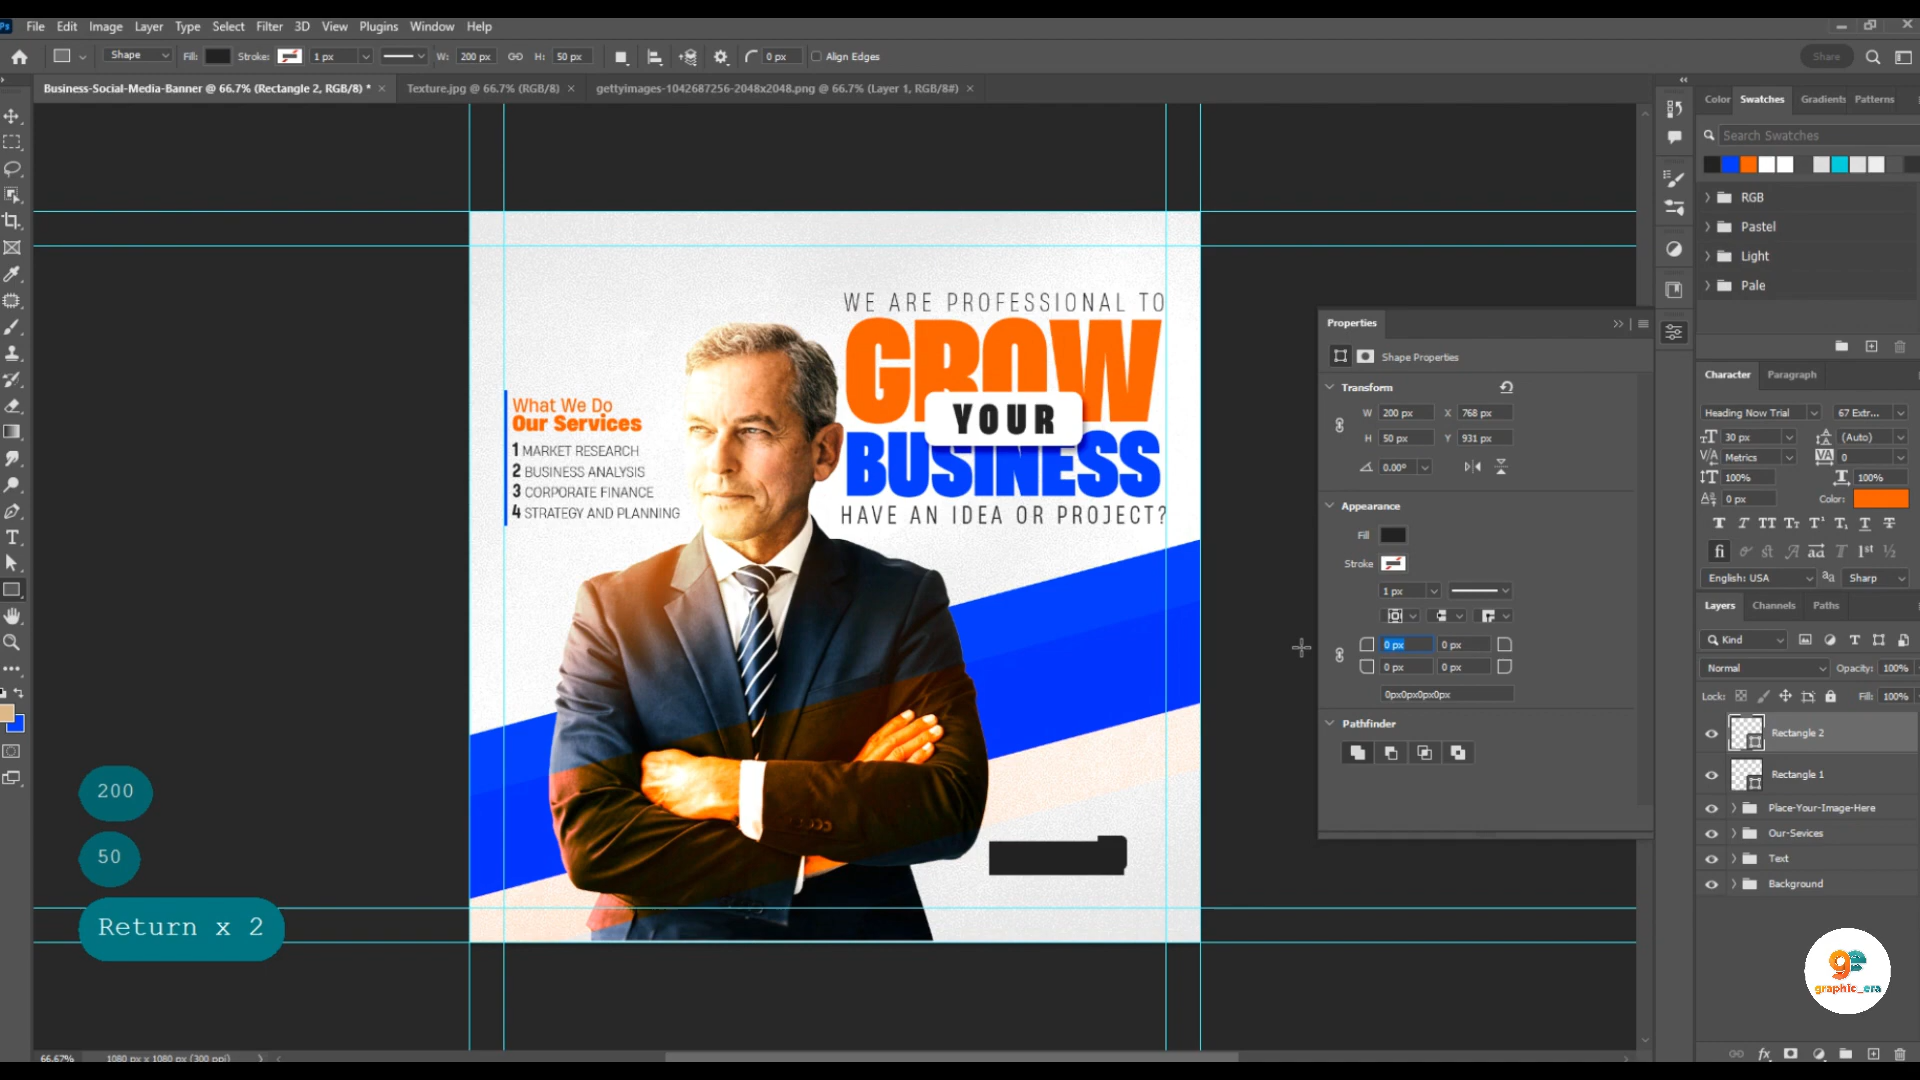 Ps File Edit Image Layer Type Select Filter 3D View Plugins Window Help
Shape Fill: Stroke: 1 px W: 200 px H: 50 px 0 px Align Edges Share
Business-Social-Media-Banner @ 66.7% (Rectangle 2, RGB/8) * × Texture.jpg @ 66.7% (RGB/8) × gettyimages-1042687256-2048x2048.png @ 66.7% (Layer 1, RGB/8#) ×
Color Swatches Gradients Patterns
Search Swatches
RGB
Pastel
Light
Pale
WE ARE PROFESSIONAL TO
GROW
YOUR
BUSINESS
HAVE AN IDEA OR PROJECT?
What We Do
Our Services
1 MARKET RESEARCH
2 BUSINESS ANALYSIS
3 CORPORATE FINANCE
4 STRATEGY AND PLANNING
Properties
Shape Properties
Transform
W 200 px X 768 px
H 50 px Y 931 px
0.00°
Appearance
Fill
Stroke
1 px
0 px 0 px
0 px 0 px
0px0px0px0px
Pathfinder
Character Paragraph
Heading Now Trial 67 Extr...
30 px (Auto)
Metrics 0
100% 100%
0 px Color:
English: USA Sharp
Layers Channels Paths
Kind
Normal Opacity: 100%
Lock: Fill: 100%
Rectangle 2
Rectangle 1
Place-Your-Image-Here
Our-Sevices
Text
Background
200
50
Return x 2
ge
graphic_era
66.67% 1080 px x 1080 px (300 ppi)